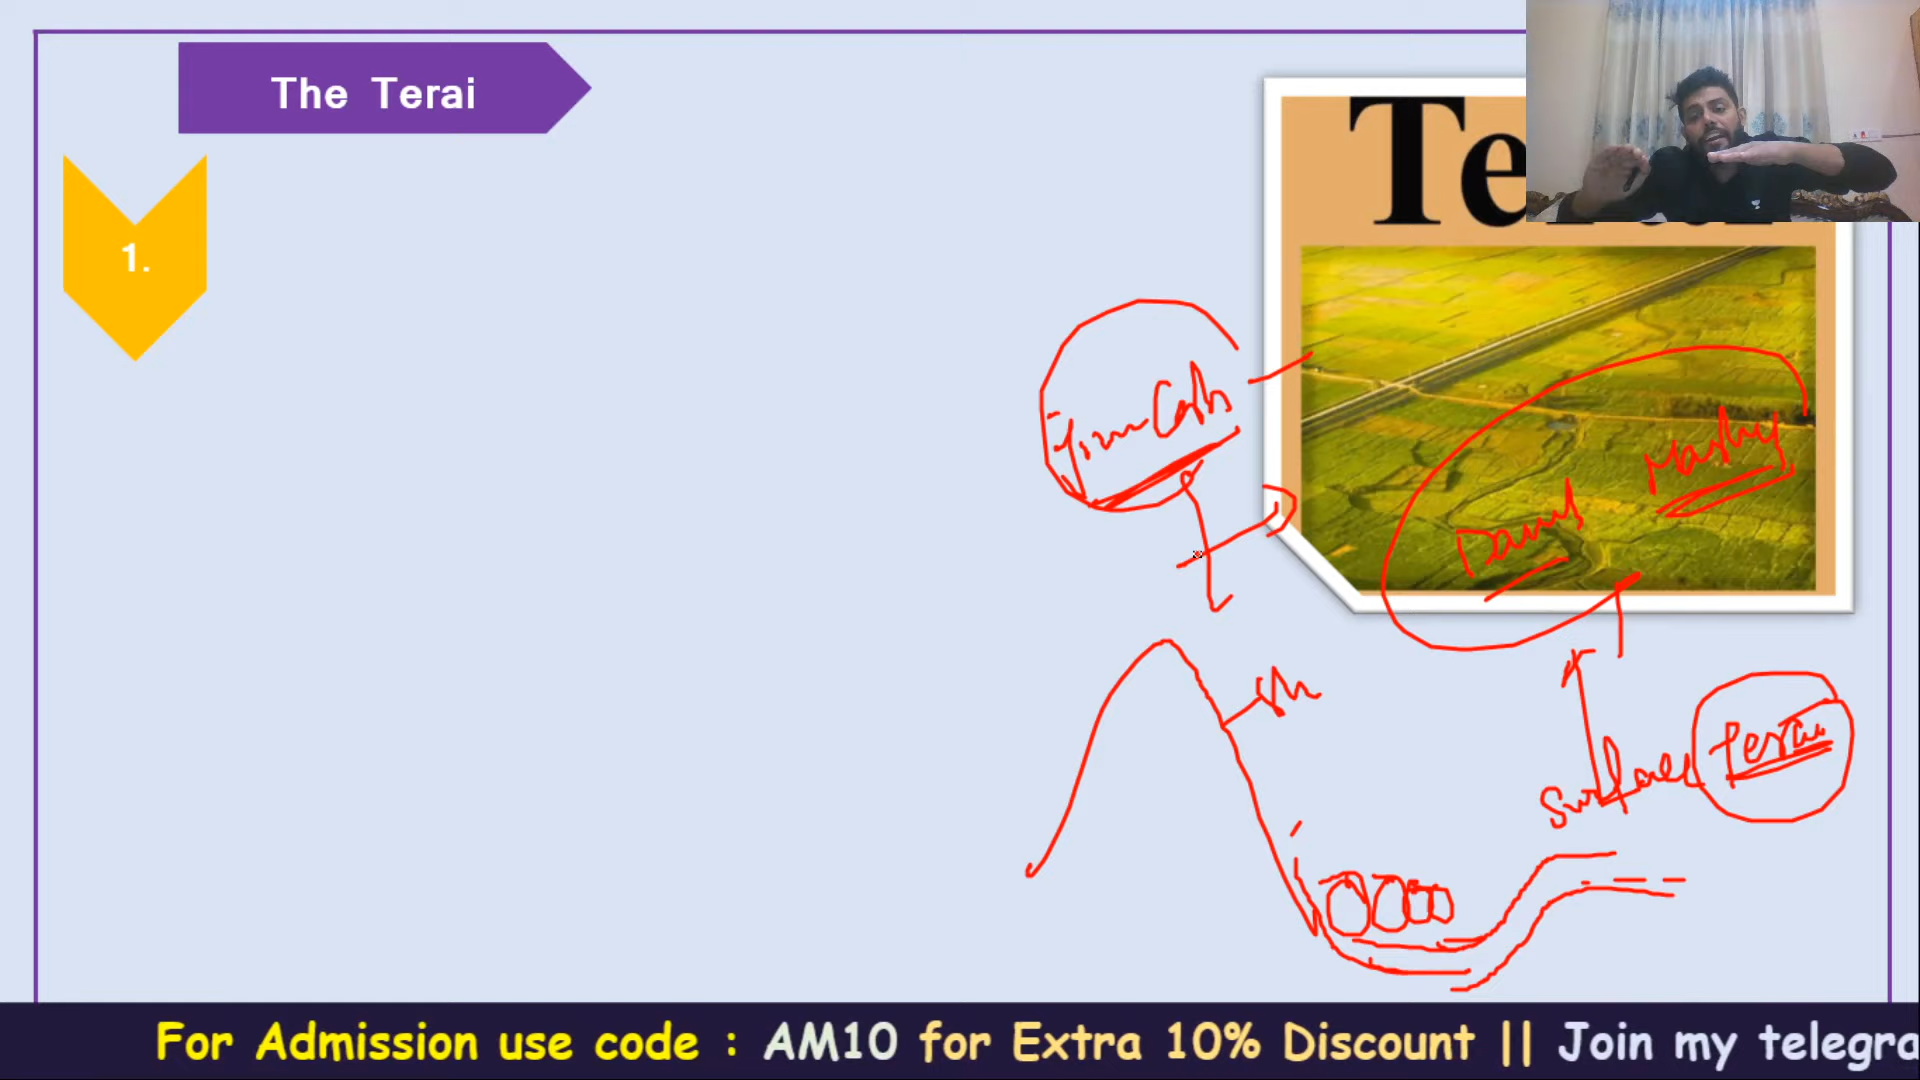 The Terai
1.
Te
Marshy
Surface
Terai
For Admission use code : AM10 for Extra 10% Discount || Join my telegra